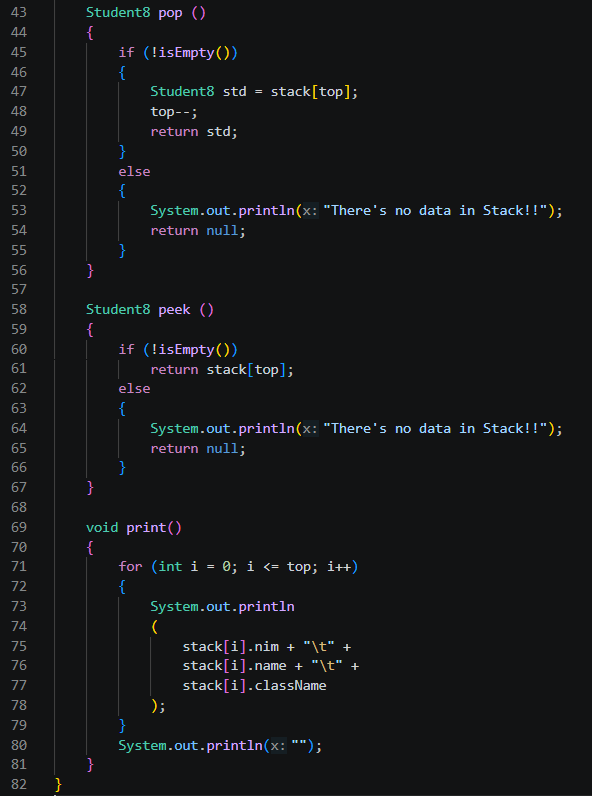 43 Student8 pop ()
44 {
45 if (!isEmpty())
46 {
47 Student8 std = stack[top];
48 top--;
49 return std;
50 }
51 else
52 {
53 System.out.println(x: "There's no data in Stack!!");
54 return null;
55 }
56 }
57
58 Student8 peek ()
59 {
60 if (!isEmpty())
61 return stack[top];
62 else
63 {
64 System.out.println(x: "There's no data in Stack!!");
65 return null;
66 }
67 }
68
69 void print()
70 {
71 for (int i = 0; i <= top; i++)
72 {
73 System.out.println
74 (
75 stack[i].nim + "\t" +
76 stack[i].name + "\t" +
77 stack[i].className
78 );
79 }
80 System.out.println(x: "");
81 }
82 }